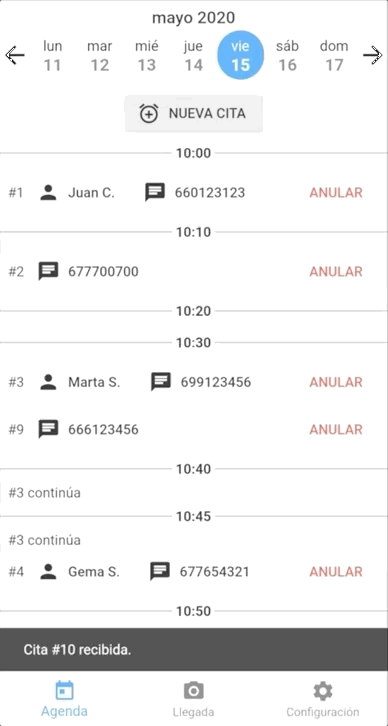 mayo 2020
lun mar mié jue vie sáb dom
11 12 13 14 15 16 17
NUEVA CITA
10:00
#1 Juan C. 660123123 ANULAR
10:10
#2 677700700 ANULAR
10:20
10:30
#3 Marta S. 699123456 ANULAR
#9 666123456 ANULAR
10:40
#3 continúa
10:45
#3 continúa
#4 Gema S. 677654321 ANULAR
10:50
Cita #10 recibida.
Agenda Llegada Configuración